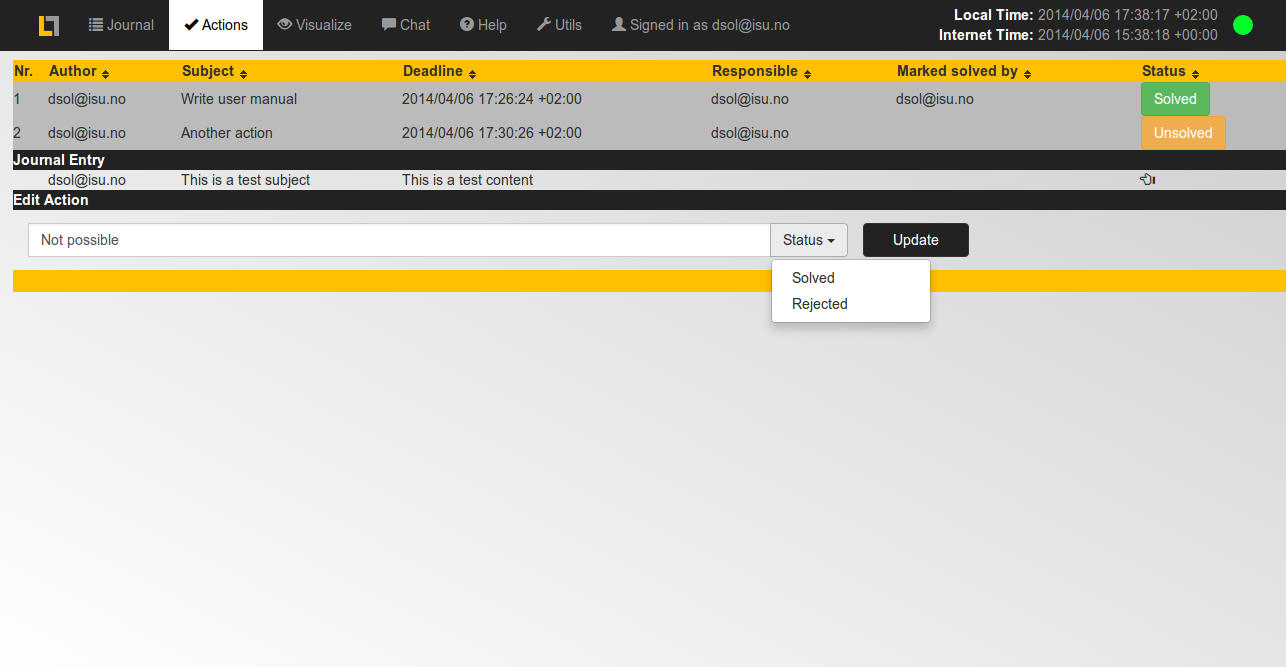 Journal Actions Visualize Chat Help Utils Signed in as dsol@isu.no
Local Time: 2014/04/06 17:38:17 +02:00
Internet Time: 2014/04/06 15:38:18 +00:00
Nr. Author Subject Deadline Responsible Marked solved by Status
1 dsol@isu.no Write user manual 2014/04/06 17:26:24 +02:00 dsol@isu.no dsol@isu.no Solved
2 dsol@isu.no Another action 2014/04/06 17:30:26 +02:00 dsol@isu.no Unsolved
Journal Entry
dsol@isu.no This is a test subject This is a test content
Edit Action
Not possible Status Update
Solved
Rejected